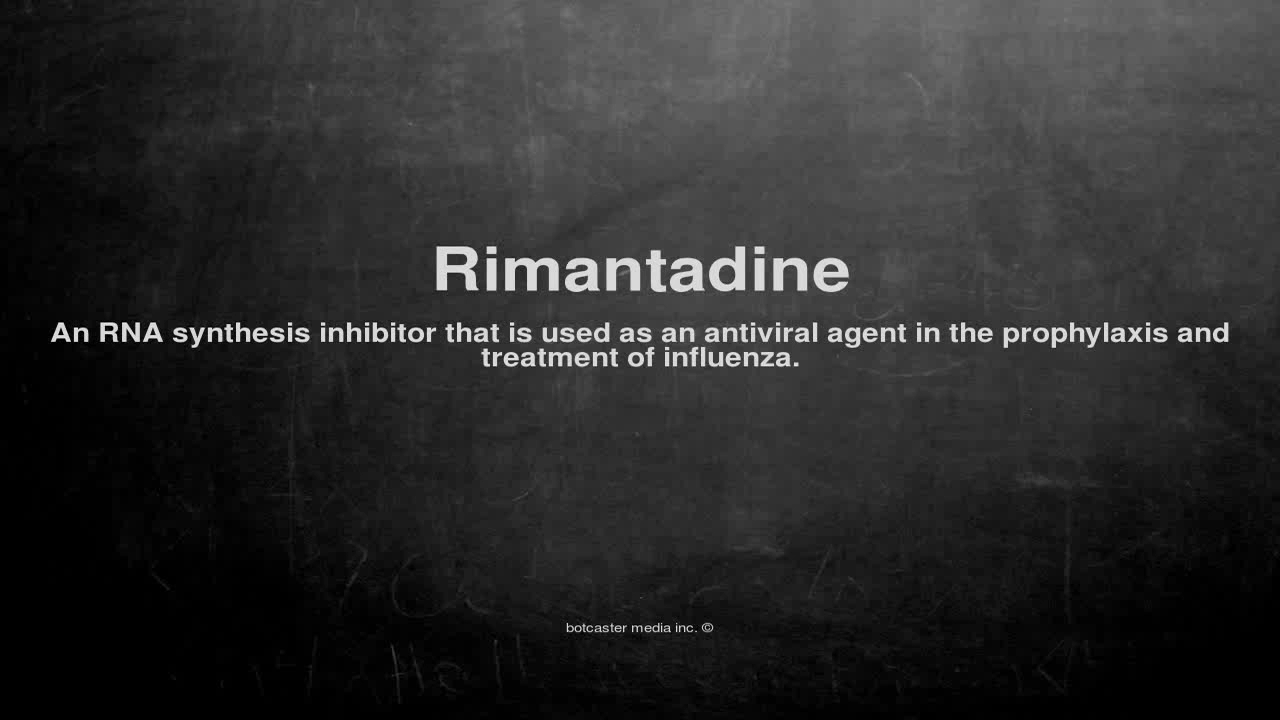 Rimantadine
An RNA synthesis inhibitor that is used as an antiviral agent in the prophylaxis and
treatment of influenza.
botcaster media inc. ©